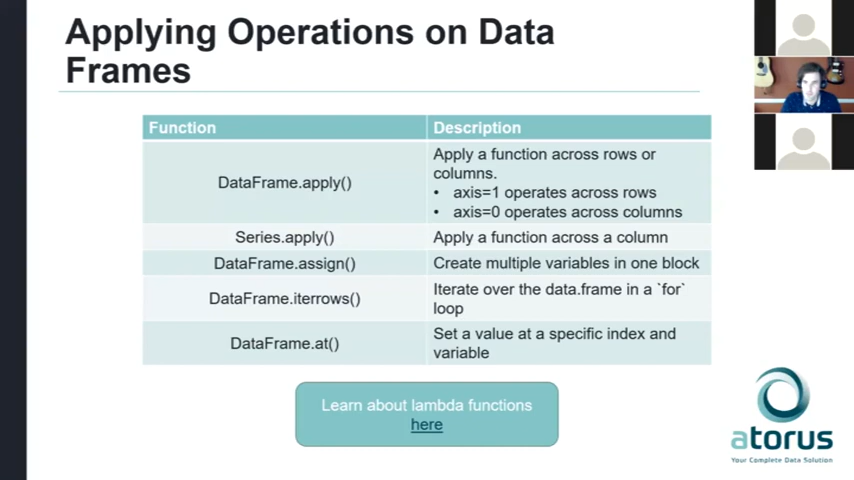 Applying Operations on Data
Frames
Function
Description
DataFrame.apply()
Apply a function across rows or
columns.
• axis=1 operates across rows
• axis=0 operates across columns
Series.apply()
Apply a function across a column
DataFrame.assign()
Create multiple variables in one block
DataFrame.iterrows()
Iterate over the data.frame in a `for`
loop
DataFrame.at()
Set a value at a specific index and
variable
Learn about lambda functions
here
atorus
Your Complete Data Solution